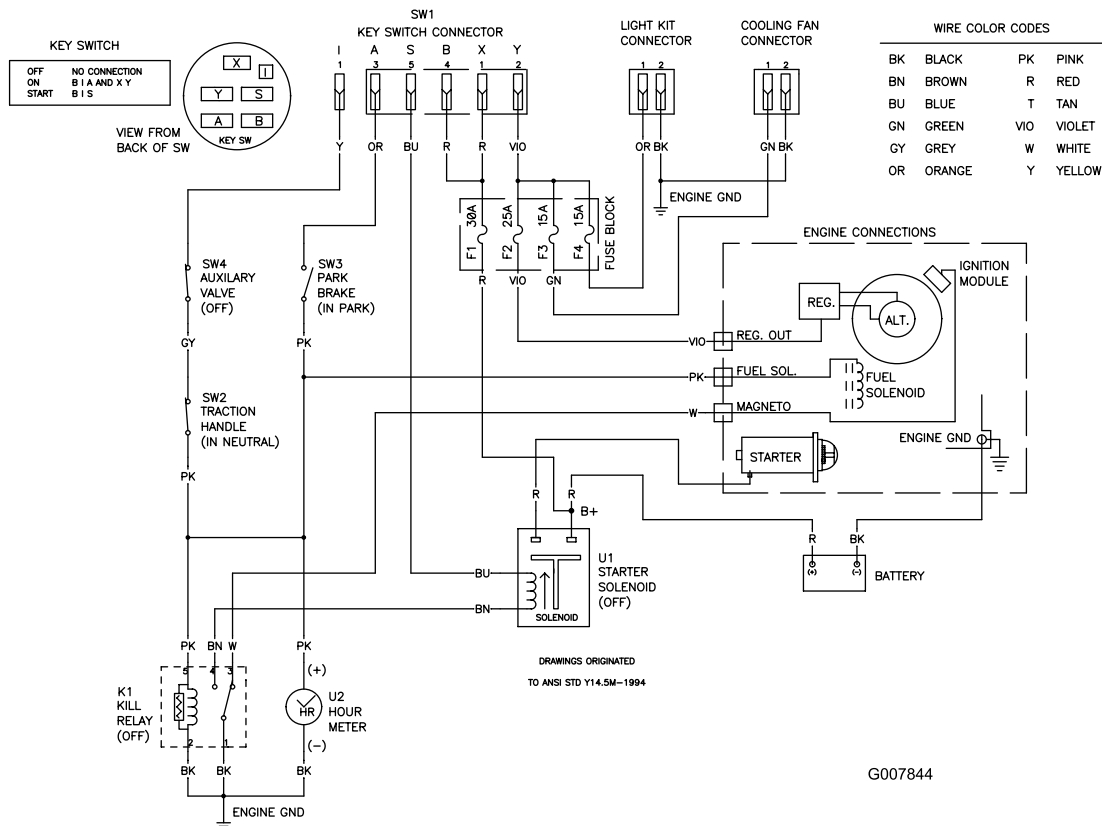 KEY SWITCH
OFF NO CONNECTION
ON B I A AND X Y
START B I S
X
I
Y S
A B
KEY SW
VIEW FROM
BACK OF SW
SW1
KEY SWITCH CONNECTOR
I A S B X Y
1 3 5 4 1 2
Y OR BU R R VIO
LIGHT KIT
CONNECTOR
1 2
OR BK
COOLING FAN
CONNECTOR
1 2
GN BK
ENGINE GND
WIRE COLOR CODES
BK BLACK PK PINK
BN BROWN R RED
BU BLUE T TAN
GN GREEN VIO VIOLET
GY GREY W WHITE
OR ORANGE Y YELLOW
F1 30A
F2 25A
F3 15A
F4 15A
FUSE BLOCK
R VIO GN
SW4
AUXILARY
VALVE
(OFF)
GY
SW3
PARK
BRAKE
(IN PARK)
PK
SW2
TRACTION
HANDLE
(IN NEUTRAL)
PK
ENGINE CONNECTIONS
IGNITION
MODULE
REG.
ALT.
VIO REG. OUT
PK FUEL SOL.
FUEL
SOLENOID
W MAGNETO
ENGINE GND
STARTER
R R
B+
U1
STARTER
SOLENOID
(OFF)
BU
BN
SOLENOID
R BK
(+) (-)
BATTERY
DRAWINGS ORIGINATED
TO ANSI STD Y14.5M-1994
PK BN W PK
5 4 3 (+)
K1
KILL
RELAY
(OFF)
HR
U2
HOUR
METER
2 1 (-)
BK BK BK
ENGINE GND
G007844